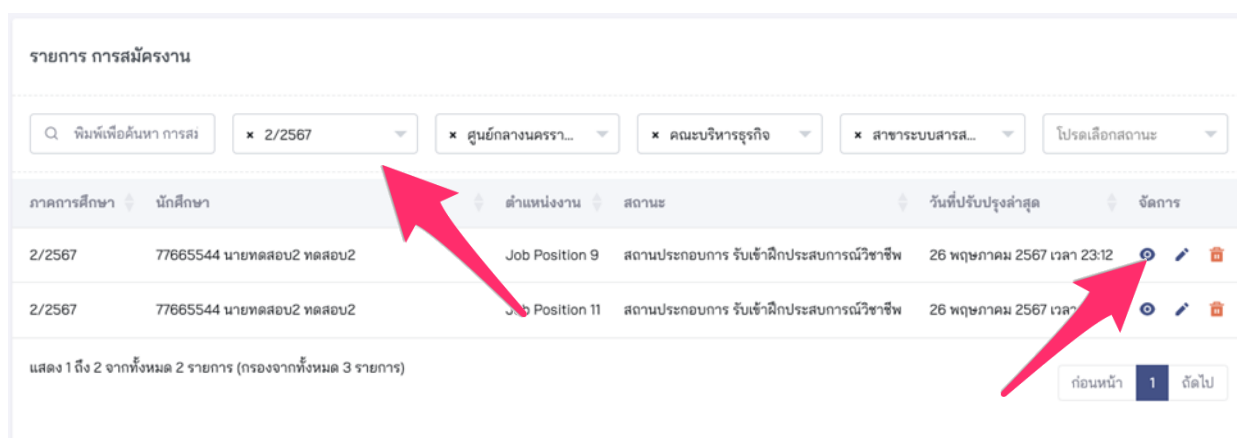 รายการ การสมัครงาน
พิมพ์เพื่อค้นหา การสม × 2/2567 × ศูนย์กลางนครรา... × คณะบริหารธุรกิจ × สาขาระบบสารส... โปรดเลือกสถานะ
ภาคการศึกษา นักศึกษา ตำแหน่งงาน สถานะ วันที่ปรับปรุงล่าสุด จัดการ
2/2567 77665544 นายทดสอบ2 ทดสอบ2 Job Position 9 สถานประกอบการ รับเข้าฝึกประสบการณ์วิชาชีพ 26 พฤษภาคม 2567 เวลา 23:12
2/2567 77665544 นายทดสอบ2 ทดสอบ2 Position 11 สถานประกอบการ รับเข้าฝึกประสบการณ์วิชาชีพ 26 พฤษภาคม 2567
แสดง 1 ถึง 2 จากทั้งหมด 2 รายการ (กรองจากทั้งหมด 3 รายการ)
ก่อนหน้า 1 ถัดไป